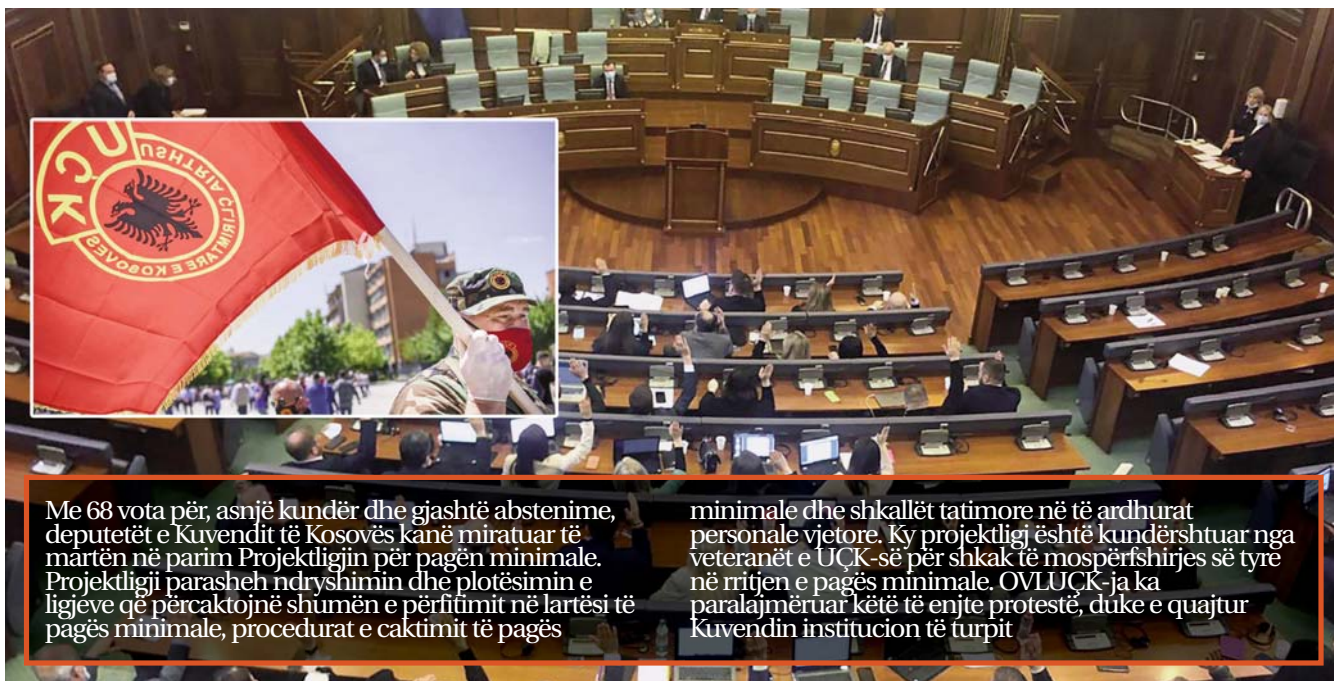 UÇK
USHTRIA ÇLIRIMTARE E KOSOVËS
Me 68 vota për, asnjë kundër dhe gjashtë abstenime,
deputetët e Kuvendit të Kosovës kanë miratuar të
martën në parim Projektligjin për pagën minimale.
Projektligji parasheh ndryshimin dhe plotësimin e
ligjeve që përcaktojnë shumën e përfitimit në lartësi të
pagës minimale, procedurat e caktimit të pagës
minimale dhe shkallët tatimore në të ardhurat
personale vjetore. Ky projektligj është kundërshtuar nga
veteranët e UÇK-së për shkak të mospërfshirjes së tyre
në rritjen e pagës minimale. OVLUÇK-ja ka
paralajmëruar këtë të enjte protestë, duke e quajtur
Kuvendin institucion të turpit